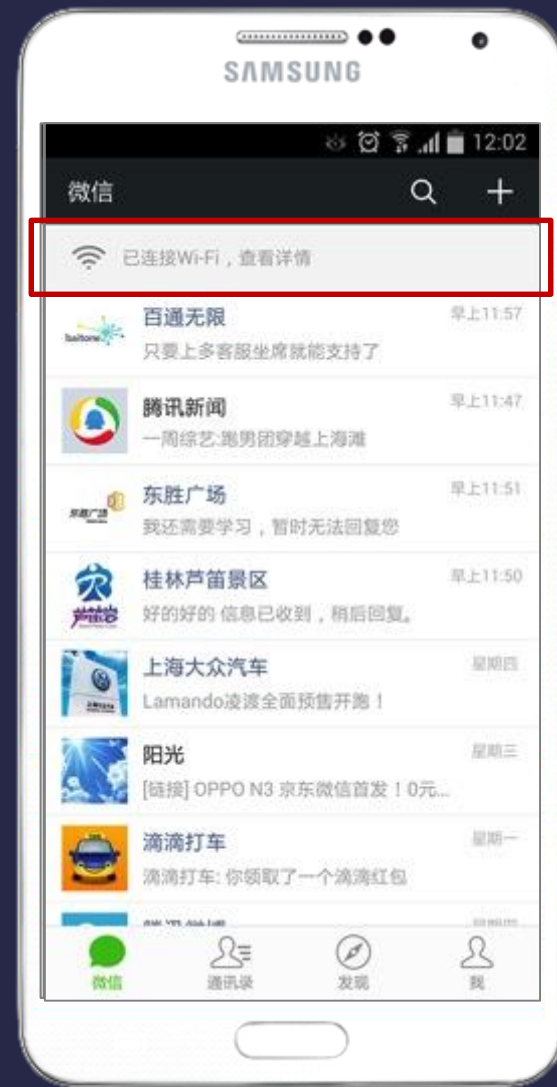 SAMSUNG
12:02
微信
已连接Wi-Fi，查看详情
百通无限
早上11:57
baitone
只要上多客服坐席就能支持了
腾讯新闻
早上11:47
一周综艺:跑男团穿越上海滩
东胜广场
早上11:51
我还需要学习，暂时无法回复您
桂林芦笛景区
早上11:50
好的好的 信息已收到，稍后回复。
上海大众汽车
星期四
Lamando凌渡全面预售开跑！
阳光
星期三
[链接] OPPO N3 京东微信首发！0元...
滴滴打车
星期一
滴滴打车: 你领取了一个滴滴红包
微信
通讯录
发现
我